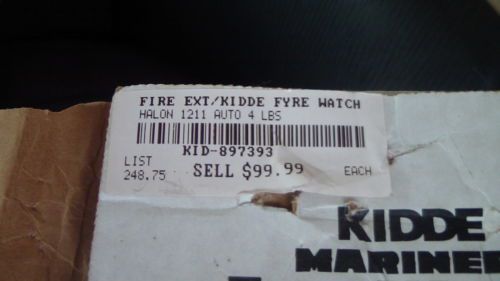 FIRE EXT/KIDDE FYRE WATCH
HALON 1211 AUTO 4 LBS
KID-897393
LIST
248.75 SELL $99.99 EACH
KIDDE
MARINER